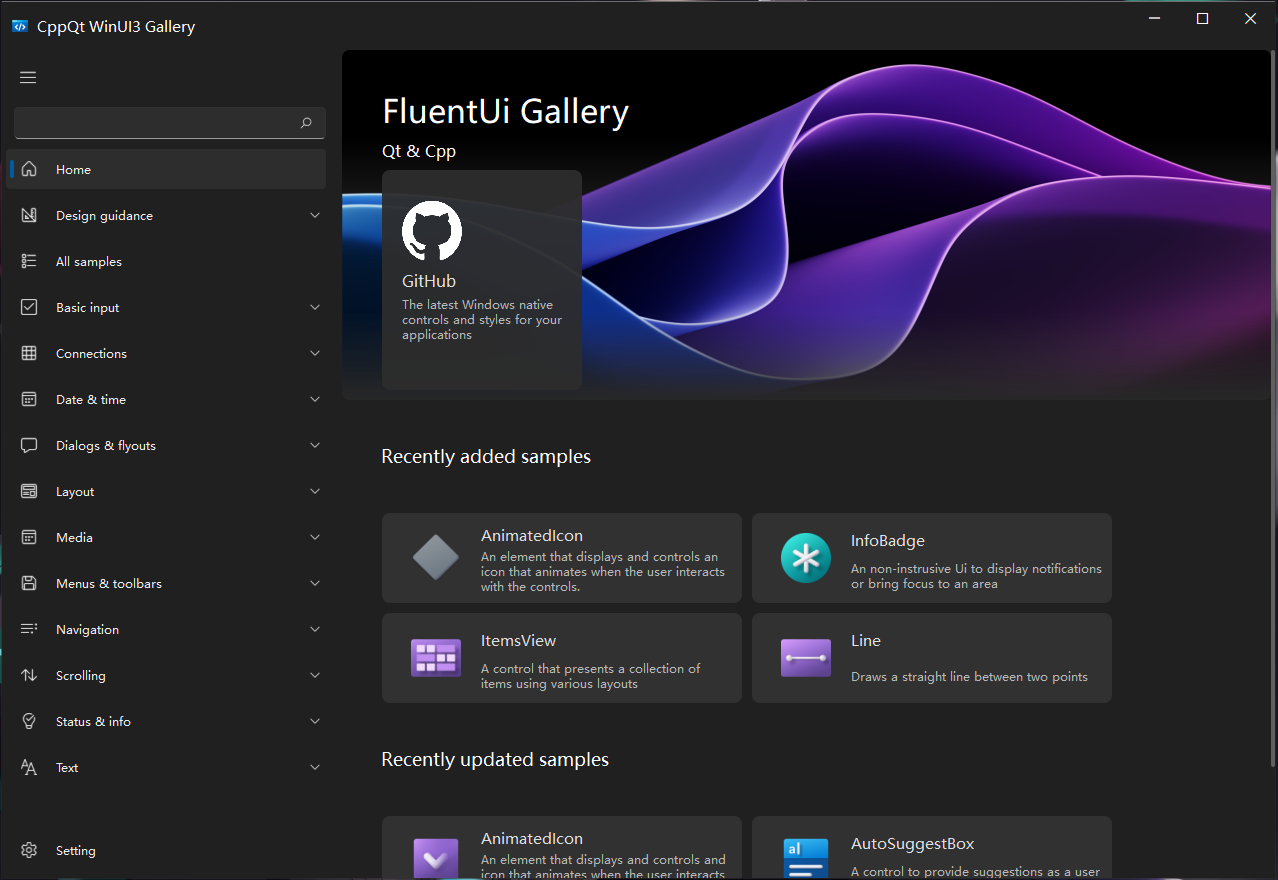 CppQt WinUI3 Gallery
Home
Design guidance
All samples
Basic input
Connections
Date & time
Dialogs & flyouts
Layout
Media
Menus & toolbars
Navigation
Scrolling
Status & info
Text
Setting
FluentUi Gallery
Qt & Cpp
GitHub
The latest Windows native
controls and styles for your
applications
Recently added samples
AnimatedIcon
An element that displays and controls an
icon that animates when the user interacts
with the controls.
InfoBadge
An non-instrusive Ui to display notifications
or bring focus to an area
ItemsView
A control that presents a collection of
items using various layouts
Line
Draws a straight line between two points
Recently updated samples
AnimatedIcon
An element that displays and controls and
icon that animates when the user interacts
al
AutoSuggestBox
A control to provide suggestions as a user